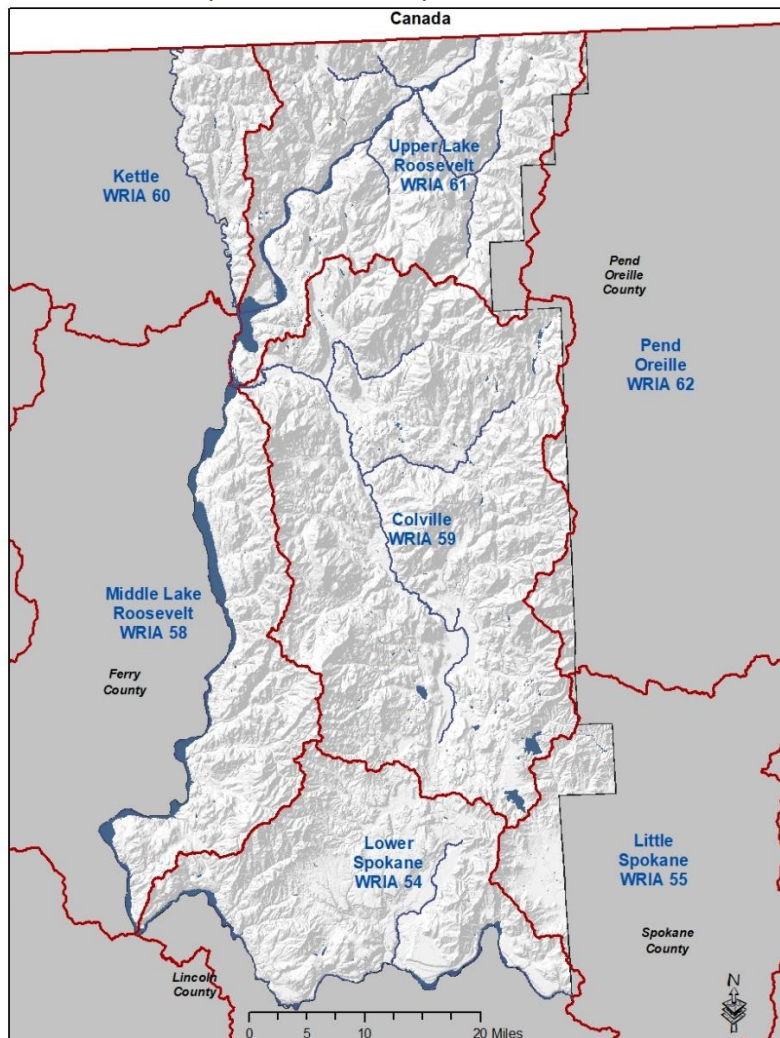 Canada
Upper Lake
Roosevelt
WRIA 61
Kettle
WRIA 60
Pend
Oreille
County
Pend
Oreille
WRIA 62
Colville
WRIA 59
Middle Lake
Roosevelt
WRIA 58
Ferry
County
Lower
Spokane
WRIA 54
Little
Spokane
WRIA 55
Spokane
County
Lincoln
County
N
0 5 10 20 Miles